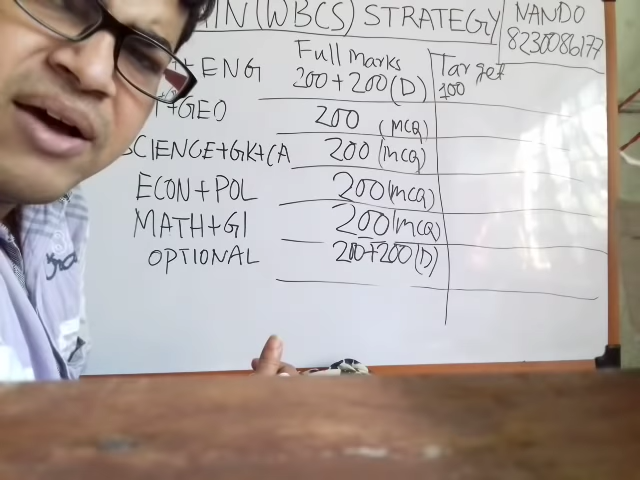 IN (WBCS) STRATEGY
NANDO
8230086177
Full Marks
Target
+ ENG 200+200(D) 100
+GEO 200 (MCQ)
SCIENCE+GK+CA 200 (MCQ)
ECON+POL 200(MCQ)
MATH+GI 200(MCQ)
OPTIONAL 200+200(D)